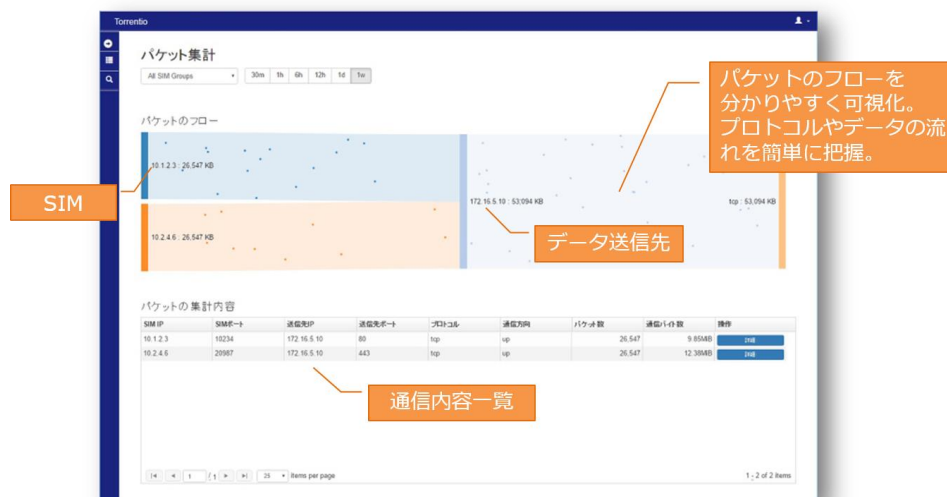 Torrentio
パケット集計
All SIM Groups 30m 1h 6h 12h 1d 1w
パケットのフローを
分かりやすく可視化。
プロトコルやデータの流
れを簡単に把握。
パケットのフロー
10.1.2.3 : 26,547 KB
SIM
172.16.5.10 : 53,094 KB
tcp : 53,094 KB
10.2.4.6 : 26,547 KB
データ送信先
パケットの集計内容
SIM IP SIMポート 送信先IP 送信先ポート プロトコル 通信方向 パケット数 通信バイト数 操作
10.1.2.3 10234 172.16.5.10 80 tcp up 26,547 9.85MiB 詳細
10.2.4.6 20987 172.16.5.10 443 tcp up 26,547 12.38MiB 詳細
通信内容一覧
1 / 1 25 items per page 1 - 2 of 2 items